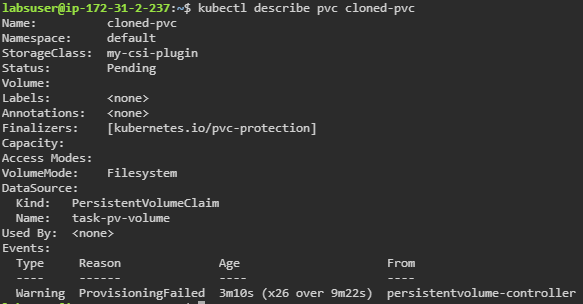 labsuser@ip-172-31-2-237:~$ kubectl describe pvc cloned-pvc
Name:          cloned-pvc
Namespace:     default
StorageClass:  my-csi-plugin
Status:        Pending
Volume:
Labels:        <none>
Annotations:   <none>
Finalizers:    [kubernetes.io/pvc-protection]
Capacity:
Access Modes:
VolumeMode:    Filesystem
DataSource:
  Kind:   PersistentVolumeClaim
  Name:   task-pv-volume
Used By:  <none>
Events:
  Type     Reason              Age                     From
  ----     ------              ----                    ----
  Warning  ProvisioningFailed  3m10s (x26 over 9m22s)  persistentvolume-controller